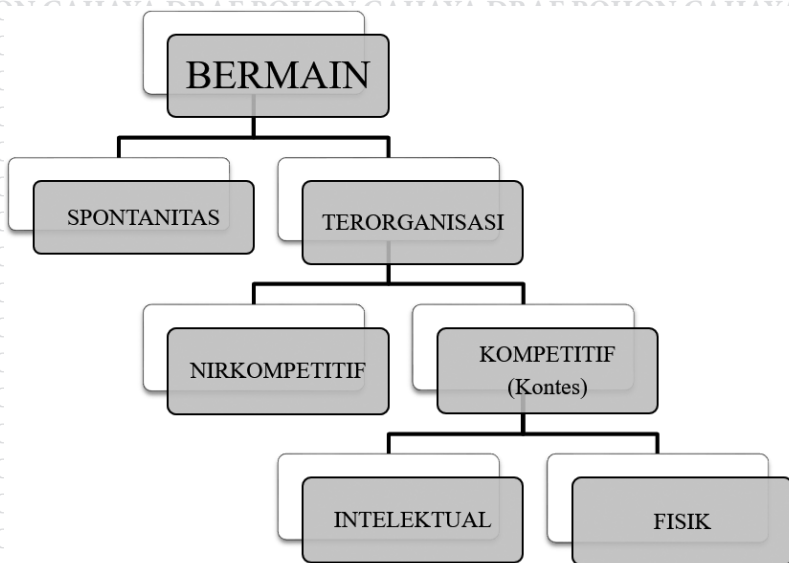 BERMAIN
SPONTANITAS
TERORGANISASI
NIRKOMPETITIF
KOMPETITIF
(Kontes)
INTELEKTUAL
FISIK